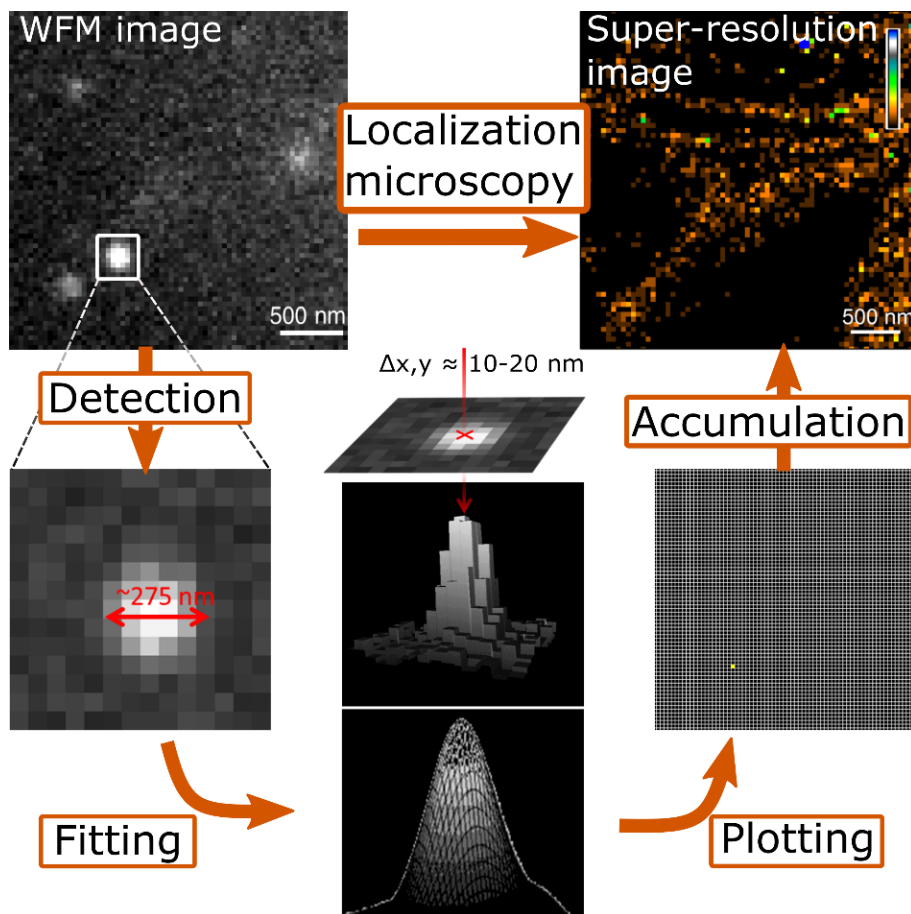 WFM image
Super-resolution
image
Localization
microscopy
500 nm
500 nm
Δx,y ≈ 10-20 nm
Detection
Accumulation
~275 nm
Fitting
Plotting